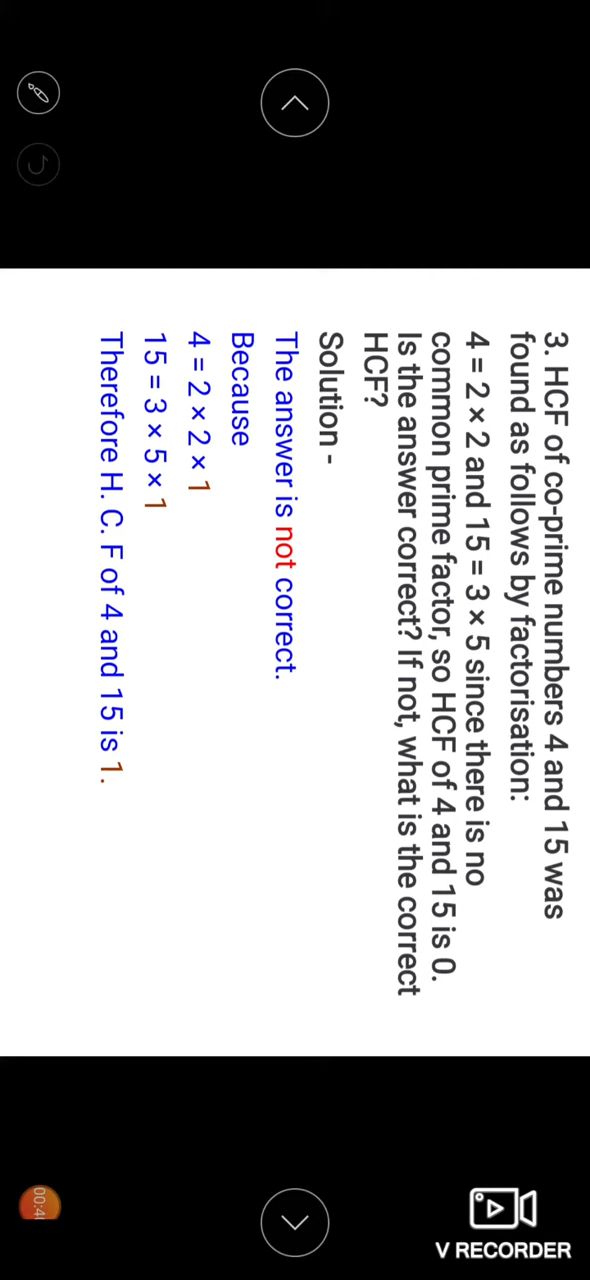 3. HCF of co-prime numbers 4 and 15 was
found as follows by factorisation:
4 = 2 × 2 and 15 = 3 × 5 since there is no
common prime factor, so HCF of 4 and 15 is 0.
Is the answer correct? If not, what is the correct
HCF?
Solution -
The answer is not correct.
Because
4 = 2 × 2 × 1
15 = 3 × 5 × 1
Therefore H. C. F of 4 and 15 is 1.
V RECORDER